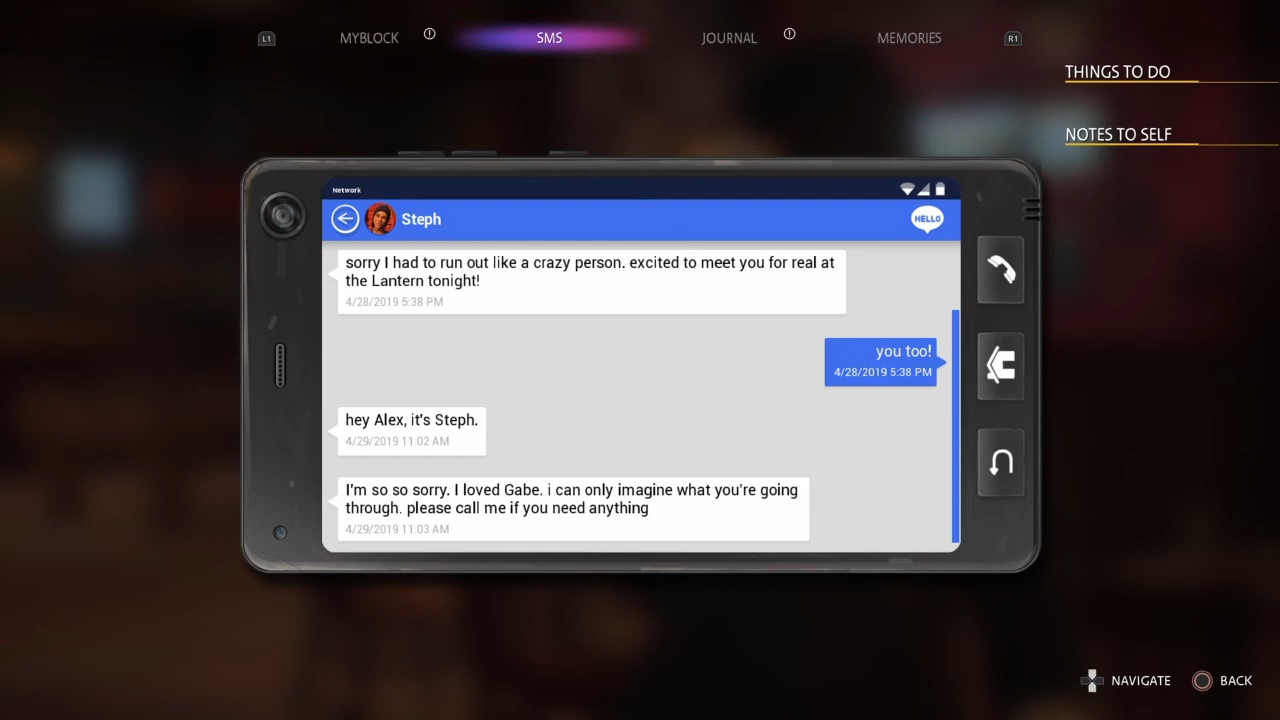 L1
MYBLOCK
SMS
JOURNAL
MEMORIES
R1
THINGS TO DO
NOTES TO SELF
Network
Steph
HELLO
sorry I had to run out like a crazy person. excited to meet you for real at
the Lantern tonight!
4/28/2019 5:38 PM
you too!
4/28/2019 5:38 PM
hey Alex, it's Steph.
4/29/2019 11:02 AM
I'm so so sorry. I loved Gabe. i can only imagine what you're going
through. please call me if you need anything
4/29/2019 11:03 AM
NAVIGATE
BACK